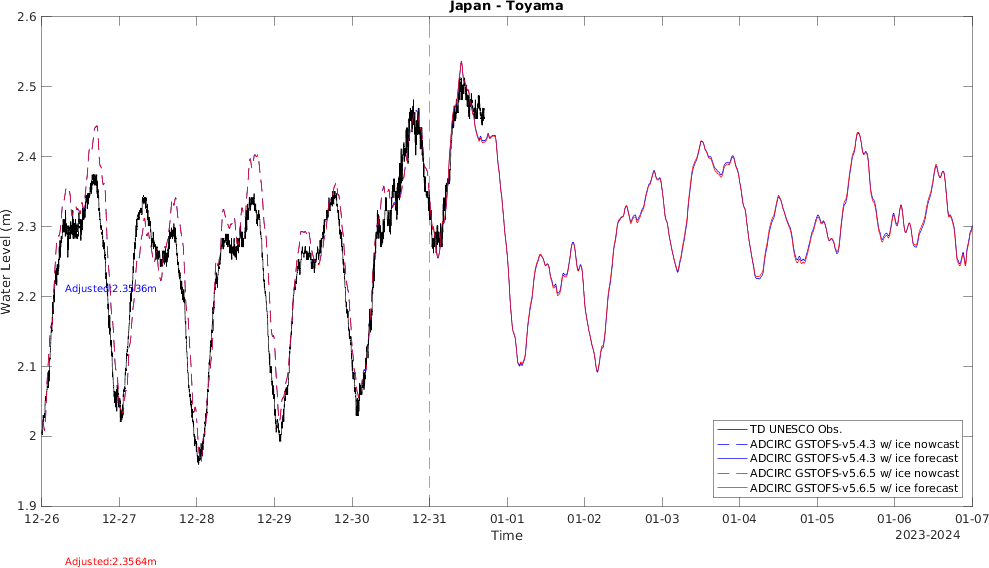 Japan - Toyama
2.6
2.5
2.4
2.3
2.2
2.1
2
1.9
Water Level (m)
Adjusted:2.3536m
TD UNESCO Obs.
ADCIRC GSTOFS-v5.4.3 w/ ice nowcast
ADCIRC GSTOFS-v5.4.3 w/ ice forecast
ADCIRC GSTOFS-v5.6.5 w/ ice nowcast
ADCIRC GSTOFS-v5.6.5 w/ ice forecast
12-26 12-27 12-28 12-29 12-30 12-31 01-01 01-02 01-03 01-04 01-05 01-06 01-07
Time
2023-2024
Adjusted:2.3564m